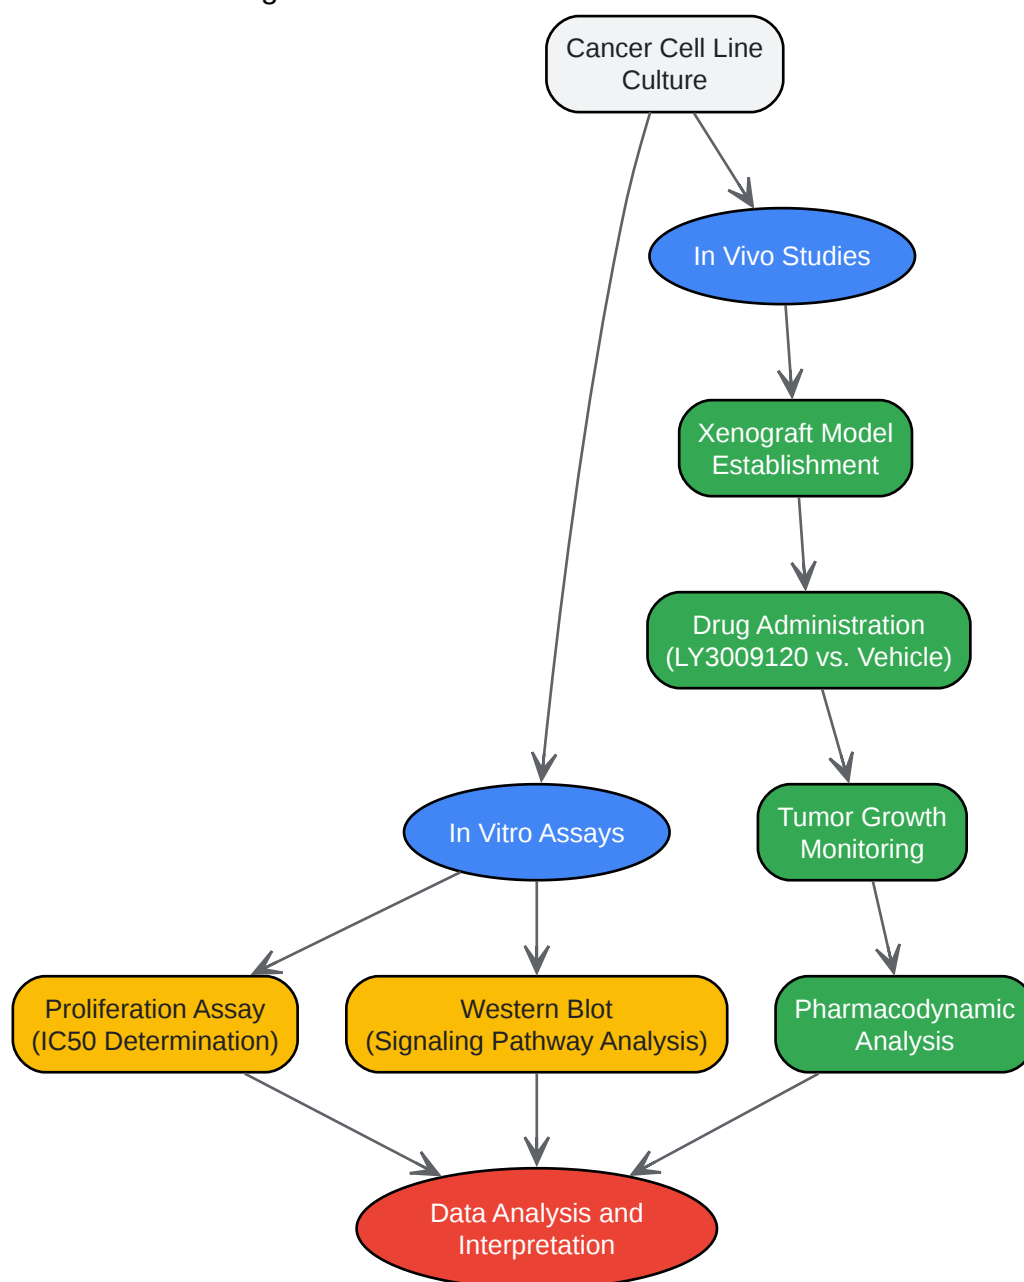 Cancer Cell Line
Culture
In Vivo Studies
Xenograft Model
Establishment
Drug Administration
(LY3009120 vs. Vehicle)
In Vitro Assays
Tumor Growth
Monitoring
Proliferation Assay
(IC50 Determination)
Western Blot
(Signaling Pathway Analysis)
Pharmacodynamic
Analysis
Data Analysis and
Interpretation